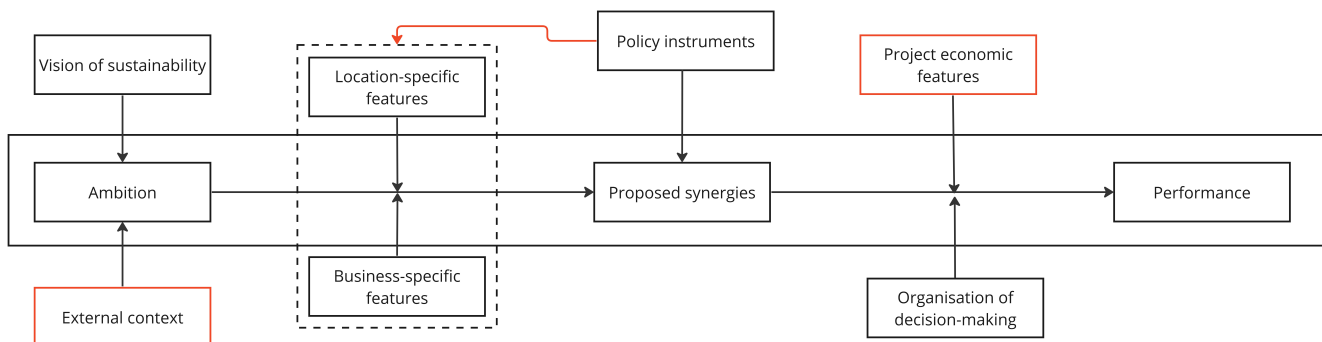 Vision of sustainability
Location-specific
features
Policy instruments
Project economic
features
Ambition
Proposed synergies
Performance
External context
Business-specific
features
Organisation of
decision-making